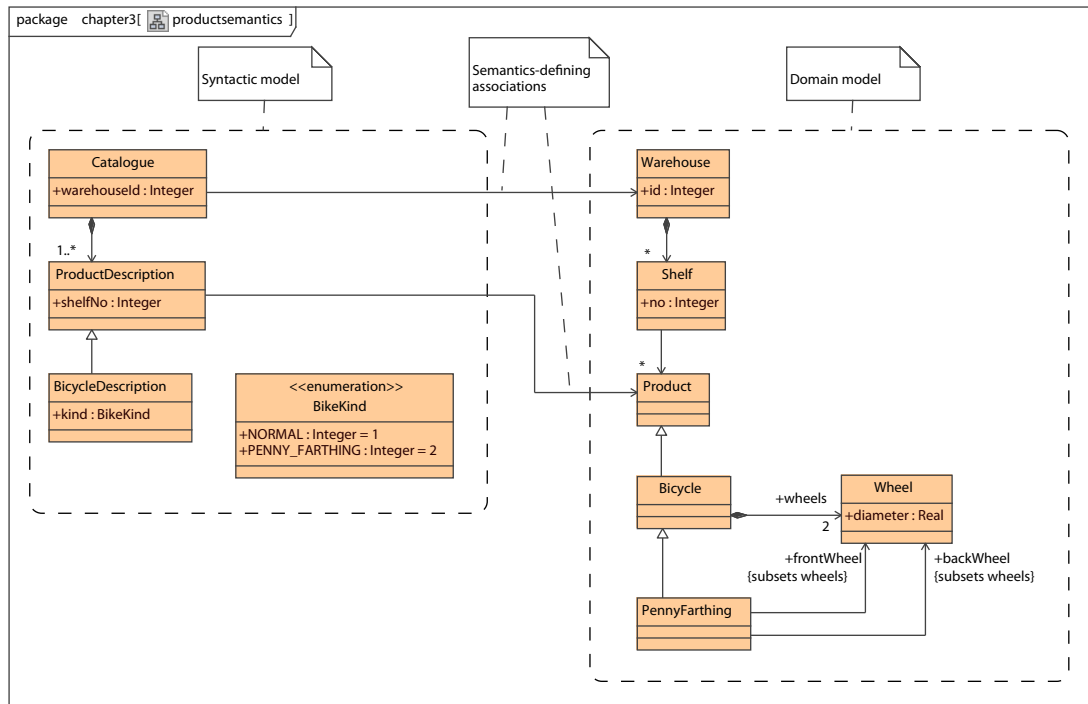 package chapter3[ productsemantics ]
Syntactic model
Semantics-defining
associations
Domain model
Catalogue
+warehouseId : Integer
1..*
ProductDescription
+shelfNo : Integer
BicycleDescription
+kind : BikeKind
<<enumeration>>
BikeKind
+NORMAL : Integer = 1
+PENNY_FARTHING : Integer = 2
Warehouse
+id : Integer
*
Shelf
+no : Integer
*
Product
Bicycle
+wheels
2
Wheel
+diameter : Real
+frontWheel
{subsets wheels}
+backWheel
{subsets wheels}
PennyFarthing